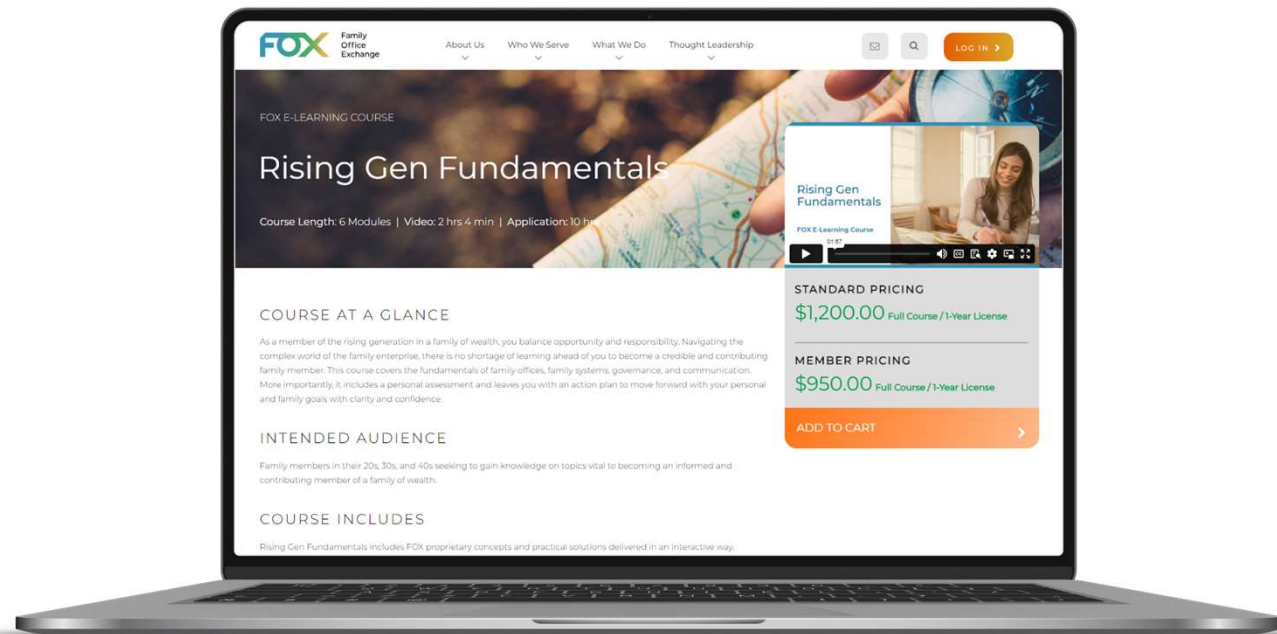 FOX Family
Office
Exchange
About Us Who We Serve What We Do Thought Leadership
LOG IN
FOX E-LEARNING COURSE
Rising Gen Fundamentals
Course Length: 6 Modules | Video: 2 hrs 4 min | Application: 10
Rising Gen
Fundamentals
FOX E-Learning Course
01:57
CC
STANDARD PRICING
$1,200.00 Full Course / 1-Year License
MEMBER PRICING
$950.00 Full Course / 1-Year License
ADD TO CART
COURSE AT A GLANCE
As a member of the rising generation in a family of wealth, you balance opportunity and responsibility. Navigating the
complex world of the family enterprise, there is no shortage of learning ahead of you to become a credible and contributing
family member. This course covers the fundamentals of family offices, family systems, governance, and communication.
More importantly, it includes a personal assessment and leaves you with an action plan to move forward with your personal
and family goals with clarity and confidence.
INTENDED AUDIENCE
Family members in their 20s, 30s, and 40s seeking to gain knowledge on topics vital to becoming an informed and
contributing member of a family of wealth.
COURSE INCLUDES
Rising Gen Fundamentals includes FOX proprietary concepts and practical solutions delivered in an interactive way.